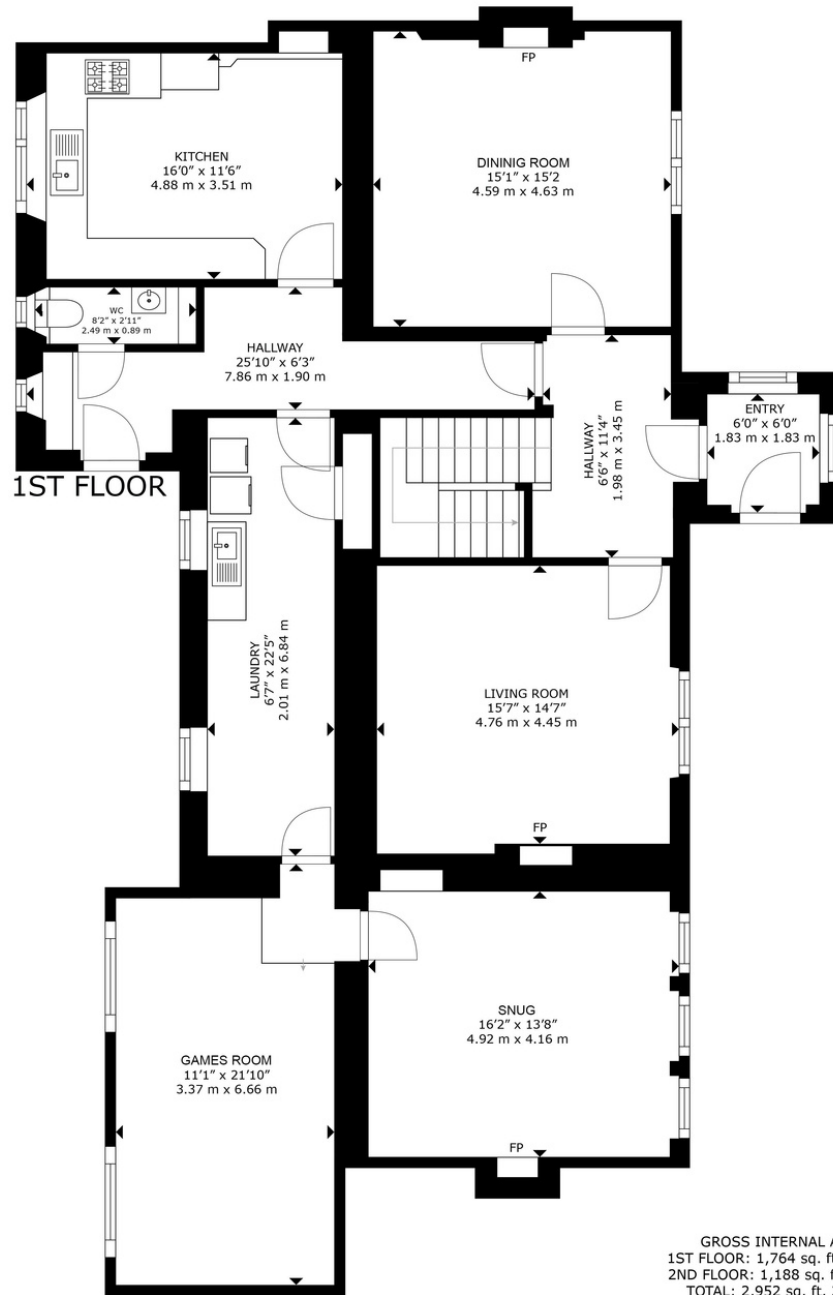 FP
KITCHEN
16’0” x 11’6”
4.88 m x 3.51 m
DININIG ROOM
15’1” x 15’2
4.59 m x 4.63 m
WC
8’2” x 2’11”
2.49 m x 0.89 m
HALLWAY
25’10” x 6’3”
7.86 m x 1.90 m
HALLWAY
6’6” x 11’4”
1.98 m x 3.45 m
ENTRY
6’0” x 6’0”
1.83 m x 1.83 m
1ST FLOOR
LAUNDRY
6’7” x 22’5”
2.01 m x 6.84 m
LIVING ROOM
15’7” x 14’7”
4.76 m x 4.45 m
FP
SNUG
16’2” x 13’8”
4.92 m x 4.16 m
GAMES ROOM
11’1” x 21’10”
3.37 m x 6.66 m
FP
GROSS INTERNAL
1ST FLOOR: 1,764 sq. ft
2ND FLOOR: 1,188 sq. ft
TOTAL: 2,952 sq. ft.